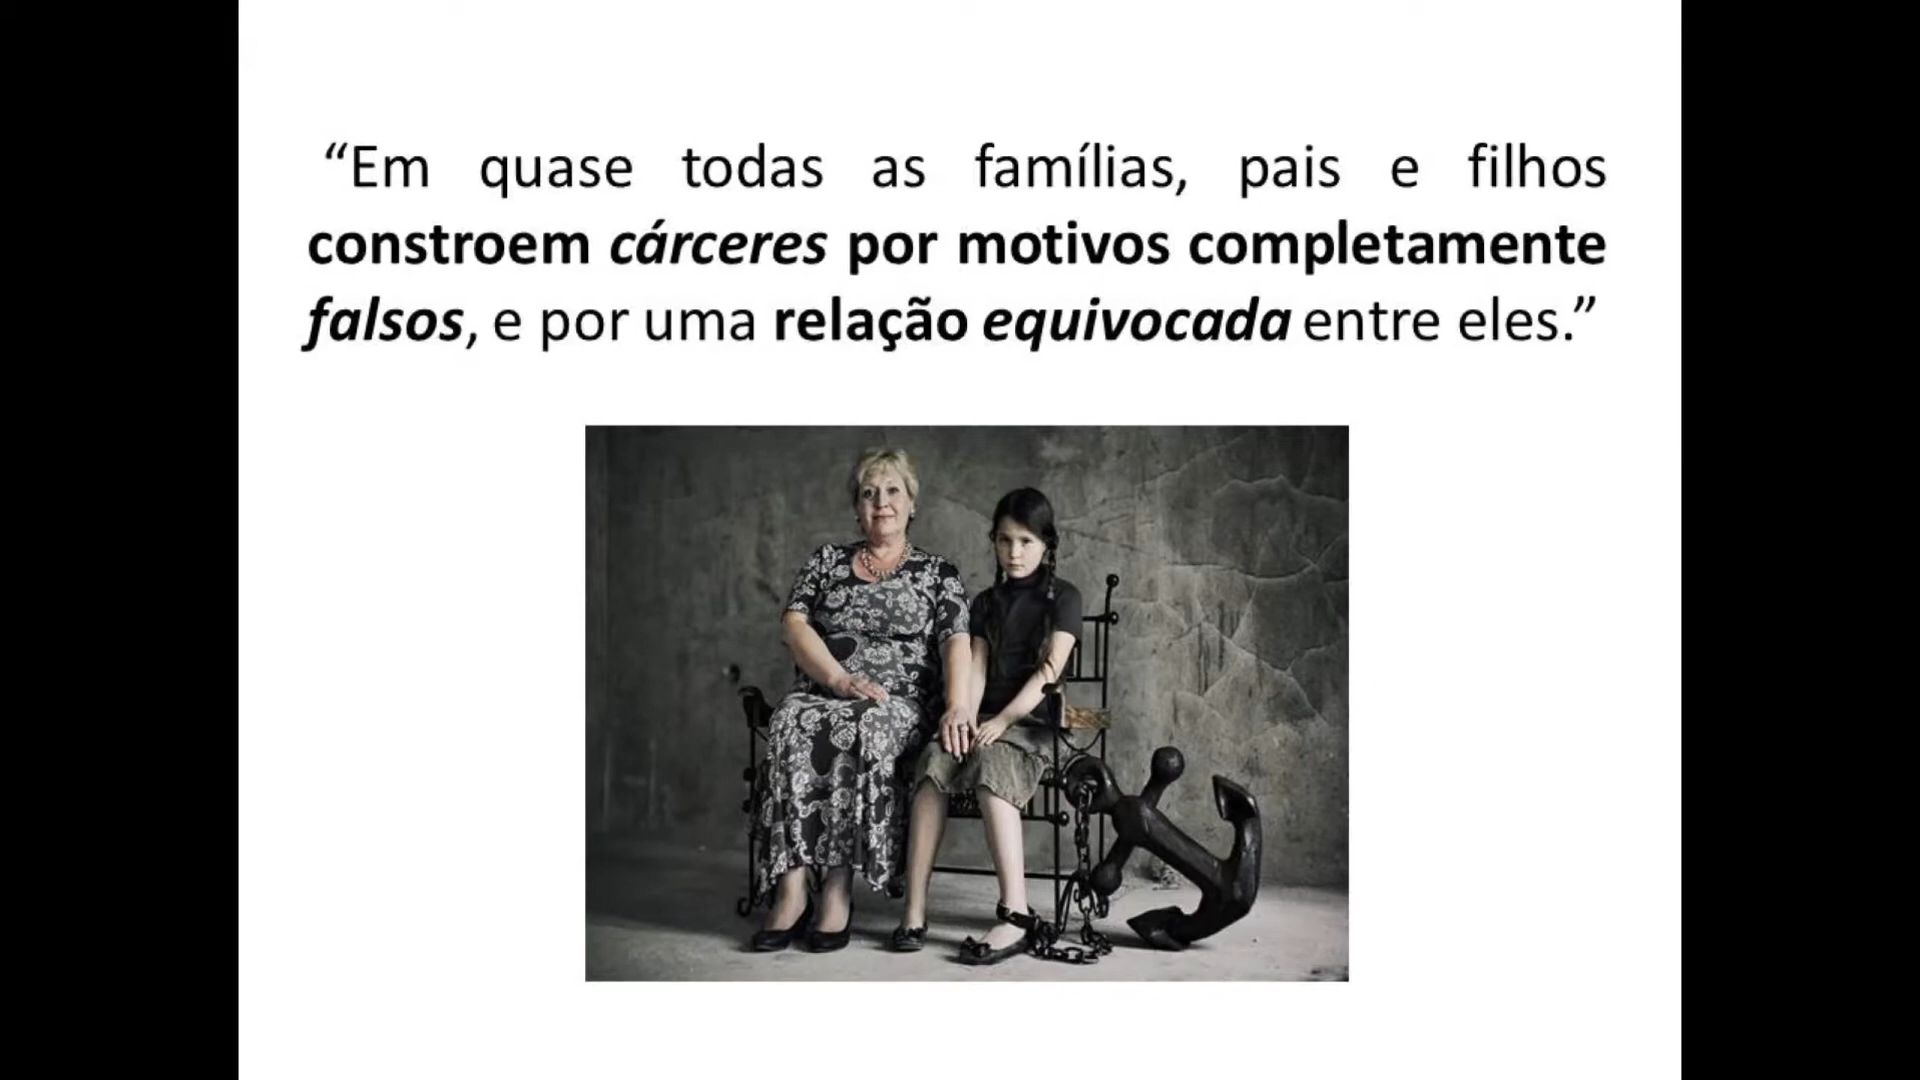 “Em quase todas as famílias, pais e filhos
constroem cárceres por motivos completamente
falsos, e por uma relação equivocada entre eles.”